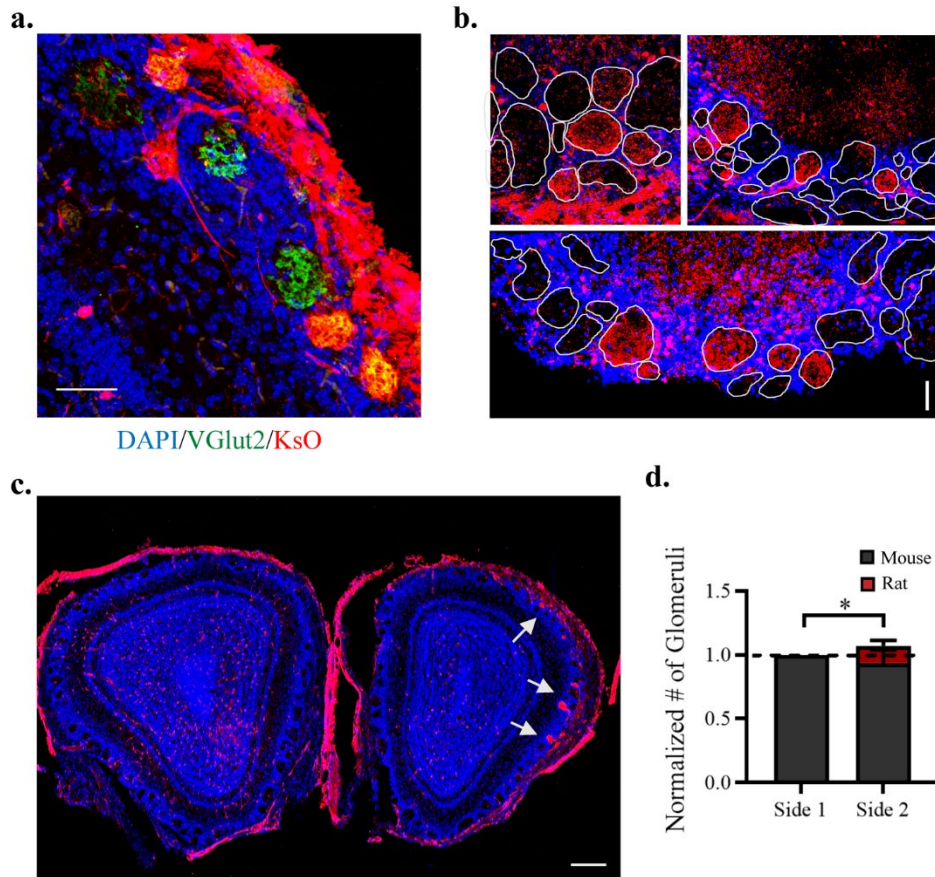 a.
b.
DAPI/VGlut2/KsO
c.
d.
Normalized # of Glomeruli
Mouse
Rat
*
1.5
1.0
0.5
0.0
Side 1
Side 2